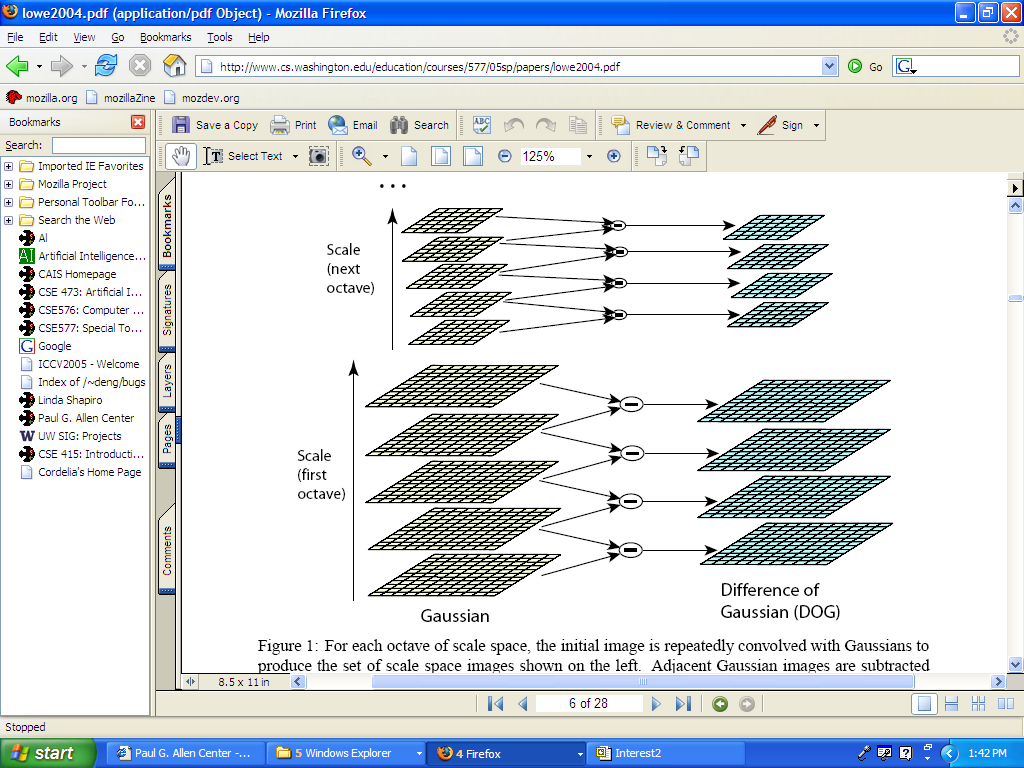 lowe2004.pdf (application/pdf Object) - Mozilla Firefox
File Edit View Go Bookmarks Tools Help
http://www.cs.washington.edu/education/courses/577/05sp/papers/lowe2004.pdf Go G
mozilla.org mozillaZine mozdev.org
Bookmarks
Search:
Imported IE Favorites
Mozilla Project
Personal Toolbar Fo...
Search the Web
AI
Artificial Intelligence...
CAIS Homepage
CSE 473: Artificial I...
CSE576: Computer ...
CSE577: Special To...
Google
ICCV2005 - Welcome
Index of /~deng/bugs
Linda Shapiro
Paul G. Allen Center
UW SIG: Projects
CSE 415: Introducti...
Cordelia's Home Page
Save a Copy Print Email Search Review & Comment Sign
Select Text 125%
Bookmarks
Signatures
Layers
Pages
Comments
. . .
Scale
(next
octave)
Scale
(first
octave)
Gaussian
Difference of
Gaussian (DOG)
Figure 1: For each octave of scale space, the initial image is repeatedly convolved with Gaussians to
produce the set of scale space images shown on the left. Adjacent Gaussian images are subtracted
8.5 x 11 in
6 of 28
Stopped
start Paul G. Allen Center -... 5 Windows Explorer 4 Firefox Interest2 1:42 PM